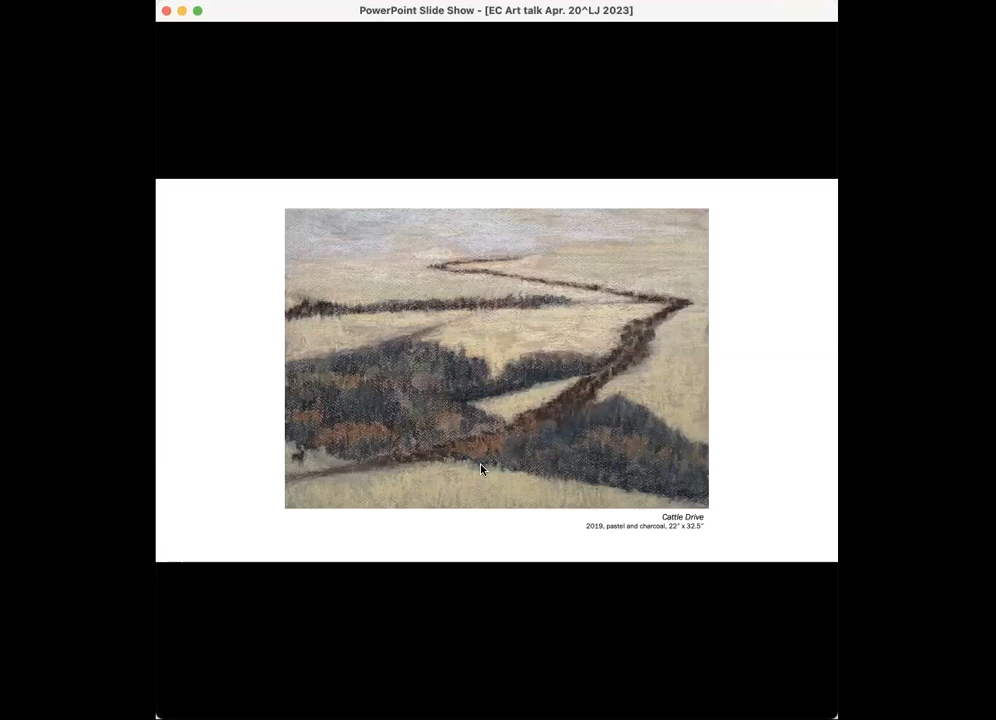 PowerPoint Slide Show - [EC Art talk Apr. 20^LJ 2023]
Cattle Drive
2019, pastel and charcoal, 22" x 32.5"